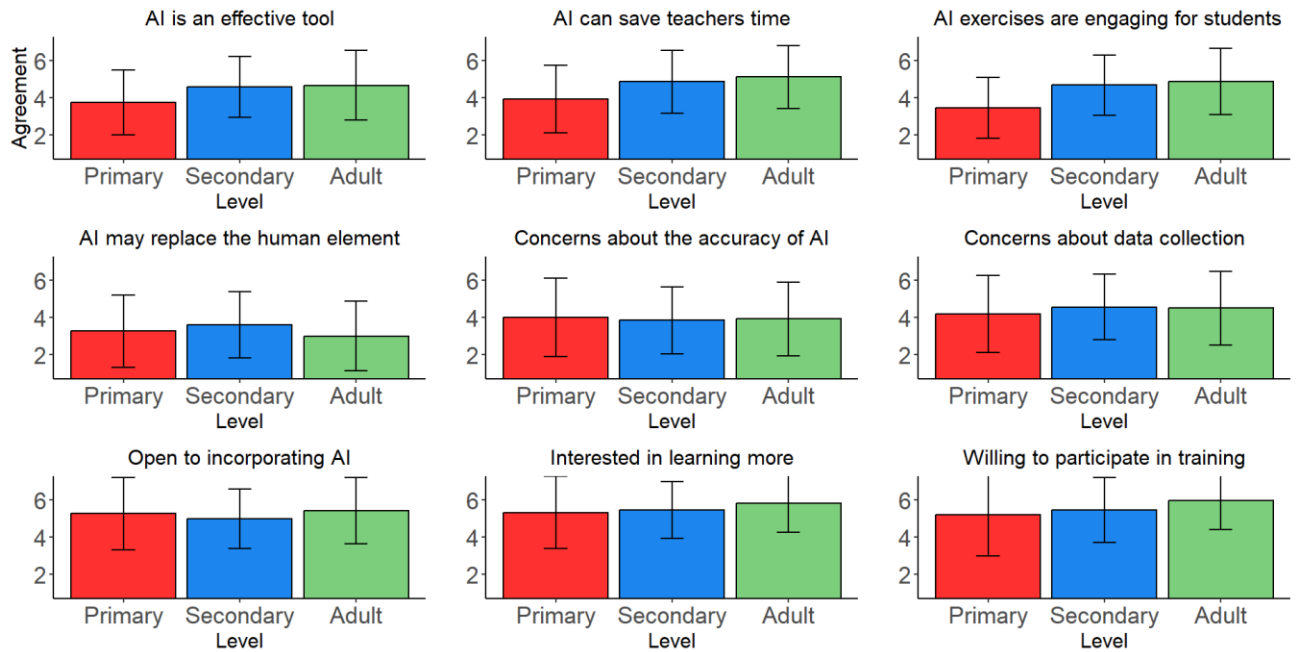 AI is an effective tool
AI can save teachers time
AI exercises are engaging for students
Agreement
6
4
2
Primary Secondary Adult
Level
6
4
2
Primary Secondary Adult
Level
6
4
2
Primary Secondary Adult
Level
AI may replace the human element
Concerns about the accuracy of AI
Concerns about data collection
6
4
2
Primary Secondary Adult
Level
6
4
2
Primary Secondary Adult
Level
6
4
2
Primary Secondary Adult
Level
Open to incorporating AI
Interested in learning more
Willing to participate in training
6
4
2
Primary Secondary Adult
Level
6
4
2
Primary Secondary Adult
Level
6
4
2
Primary Secondary Adult
Level